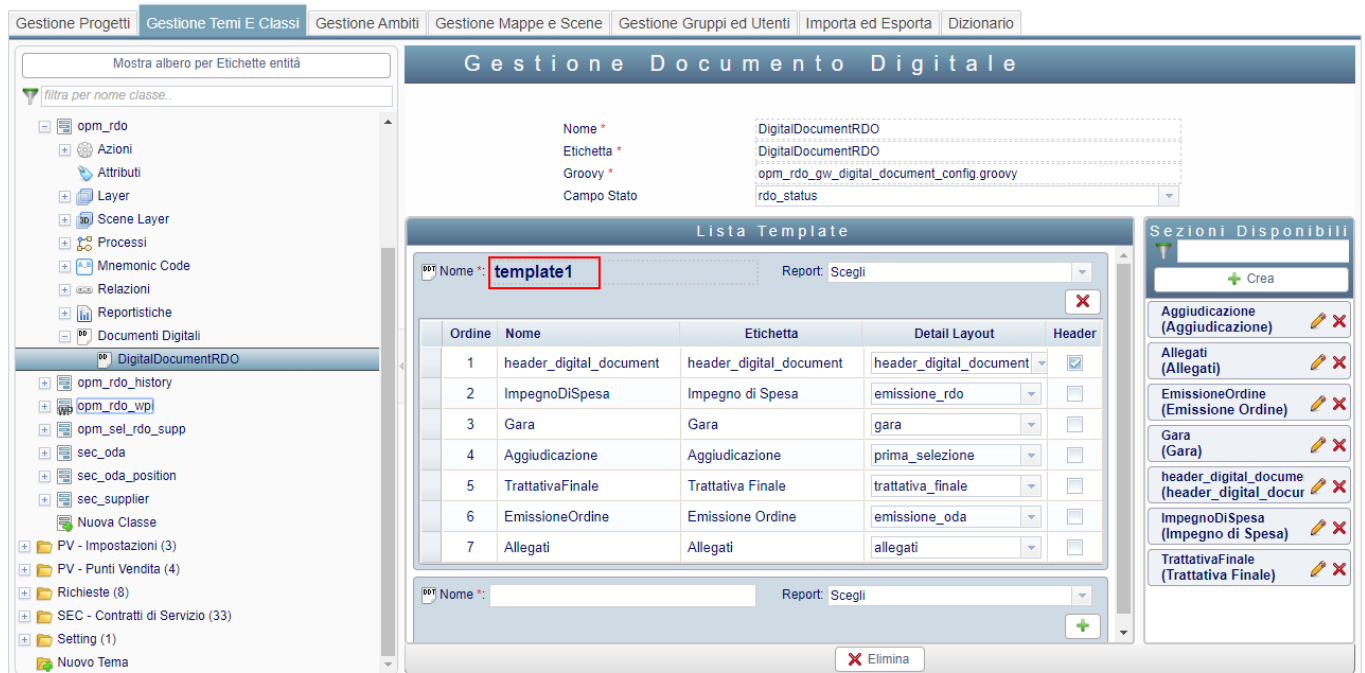 Gestione Progetti Gestione Temi E Classi Gestione Ambiti Gestione Mappe e Scene Gestione Gruppi ed Utenti Importa ed Esporta Dizionario
Mostra albero per Etichette entità
filtra per nome classe..
opm_rdo
Azioni
Attributi
Layer
3D Scene Layer
Processi
Mnemonic Code
Relazioni
Reportistiche
Documenti Digitali
DigitalDocumentRDO
opm_rdo_history
opm_rdo_wpi
opm_sel_rdo_supp
sec_oda
sec_oda_position
sec_supplier
Nuova Classe
PV - Impostazioni (3)
PV - Punti Vendita (4)
Richieste (8)
SEC - Contratti di Servizio (33)
Setting (1)
Nuovo Tema
Gestione Documento Digitale
Nome * DigitalDocumentRDO
Etichetta * DigitalDocumentRDO
Groovy * opm_rdo_gw_digital_document_config.groovy
Campo Stato rdo_status
Lista Template
DDT Nome *: template1 Report: Scegli
Ordine Nome Etichetta Detail Layout Header
1 header_digital_document header_digital_document header_digital_document
2 ImpegnoDiSpesa Impegno di Spesa emissione_rdo
3 Gara Gara gara
4 Aggiudicazione Aggiudicazione prima_selezione
5 TrattativaFinale Trattativa Finale trattativa_finale
6 EmissioneOrdine Emissione Ordine emissione_oda
7 Allegati Allegati allegati
DDT Nome *: Report: Scegli
Elimina
Sezioni Disponibili
Crea
Aggiudicazione
(Aggiudicazione)
Allegati
(Allegati)
EmissioneOrdine
(Emissione Ordine)
Gara
(Gara)
header_digital_docume
(header_digital_docur
ImpegnoDiSpesa
(Impegno di Spesa)
TrattativaFinale
(Trattativa Finale)